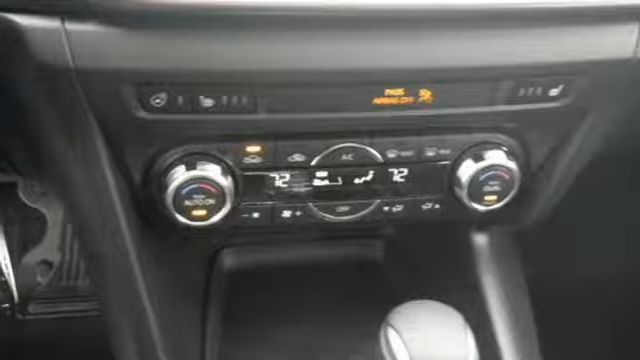 PASS
AIRBAG OFF
A/C
72
72
AUTO ON
DUAL
OFF